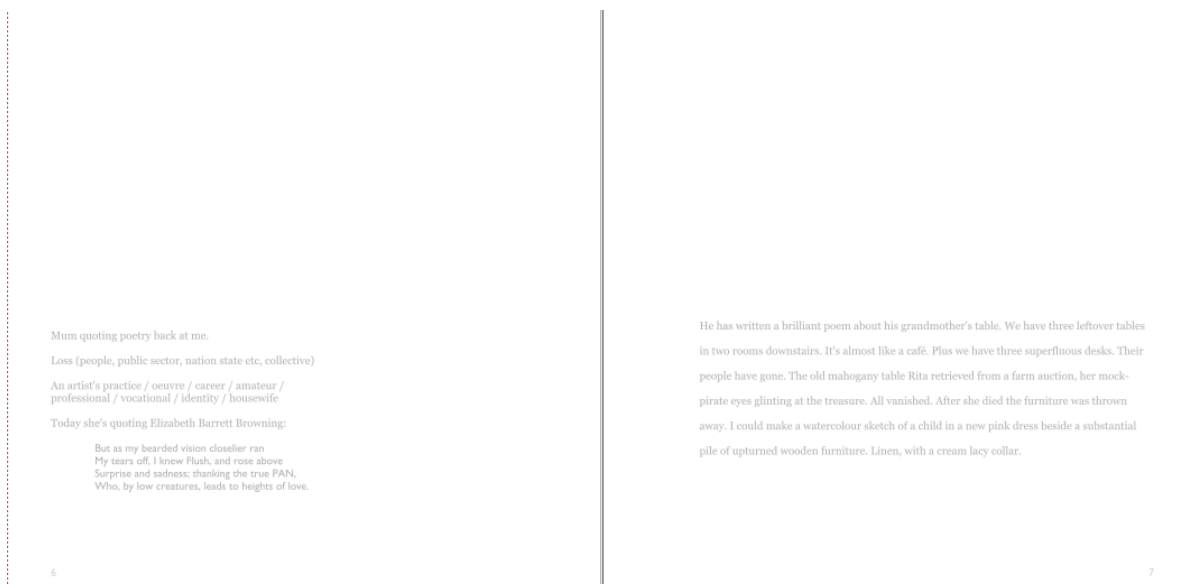 Mum quoting poetry back at me.
Loss (people, public sector, nation state etc, collective)
An artist's practice / oeuvre / career / amateur /
professional / vocational / identity / housewife
Today she's quoting Elizabeth Barrett Browning:
But as my bearded vision closelier ran
My tears off, I knew Flush, and rose above
Surprise and sadness; thanking the true PAN,
Who, by low creatures, leads to heights of love.
6
He has written a brilliant poem about his grandmother's table. We have three leftover tables
in two rooms downstairs. It's almost like a café. Plus we have three superfluous desks. Their
people have gone. The old mahogany table Rita retrieved from a farm auction, her mock-
pirate eyes glinting at the treasure. All vanished. After she died the furniture was thrown
away. I could make a watercolour sketch of a child in a new pink dress beside a substantial
pile of upturned wooden furniture. Linen, with a cream lacy collar.
7